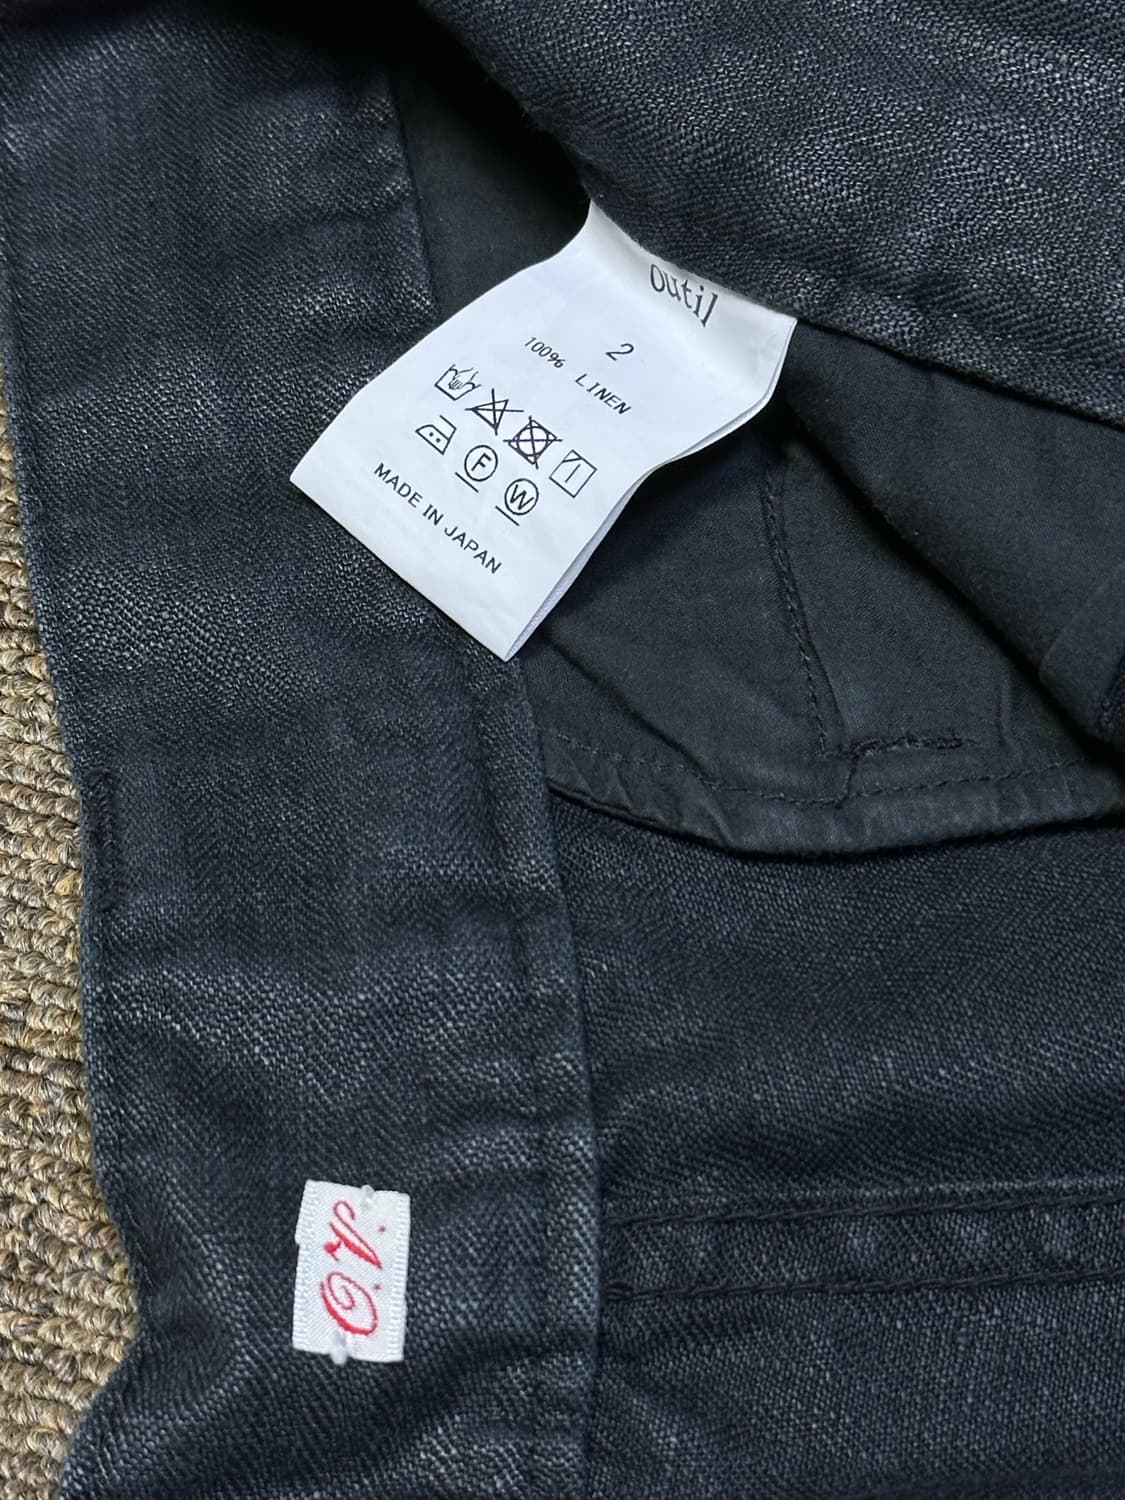 outil
2
100% LINEN
F
W
MADE IN JAPAN